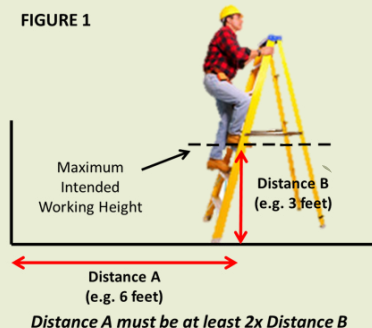 FIGURE 1
Maximum
Intended
Working Height
Distance B
(e.g. 3 feet)
Distance A
(e.g. 6 feet)
Distance A must be at least 2x Distance B